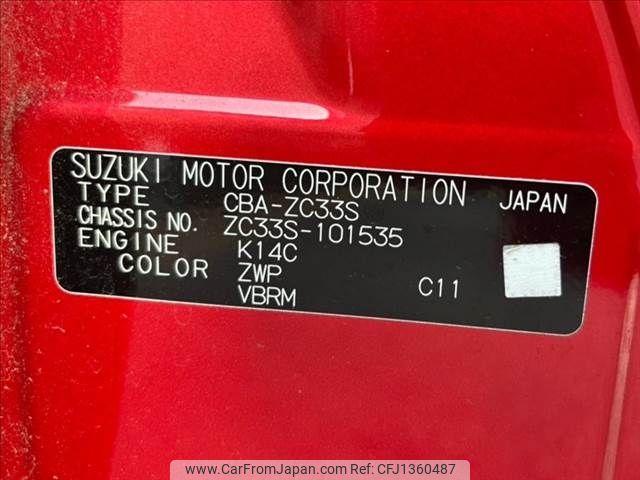 SUZUKI MOTOR CORPORATION JAPAN
TYPE CBA-ZC33S
CHASSIS NO. ZC33S-101535
ENGINE K14C
COLOR ZWP
VBRM C11
www.CarFromJapan.com Ref No. CFJ1360487